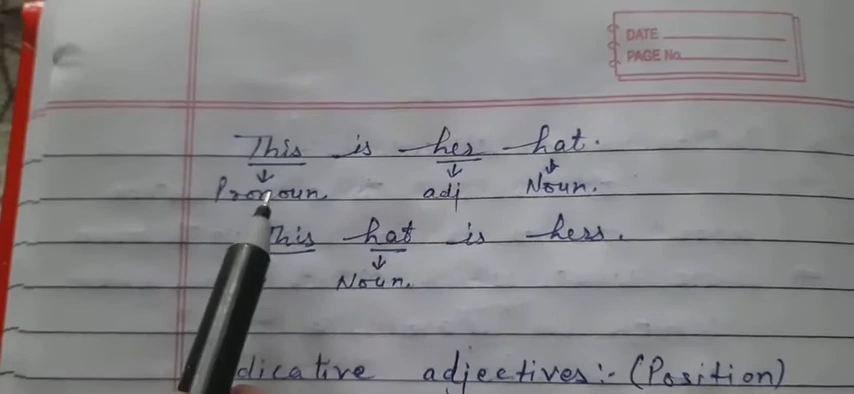 DATE
PAGE No.
This is her hat.
Pronoun. adj Noun.
This hat is hers.
Noun.
dicative adjectives:- (Position)